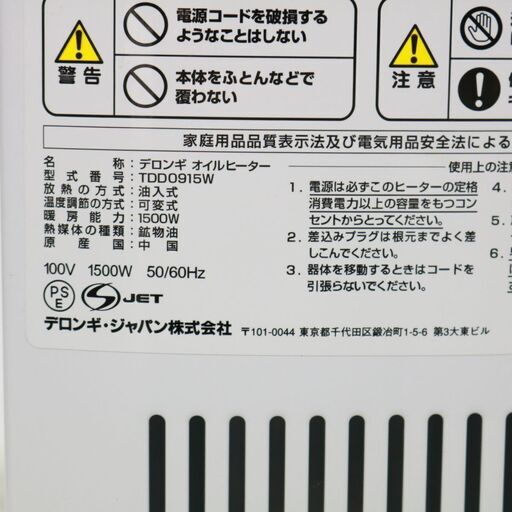 電源コードを破損する
ようなことはしない
警告
本体をふとんなどで
覆わない
注意
家庭用品品質表示法及び電気用品安全法による
名称：デロンギ オイルヒーター
型式番号：TDD0915W
放熱の方式：油入式
温度調節の方式：可変式
暖房能力：1500W
熱媒体の種類：鉱物油
原産国：中国
100V 1500W 50/60Hz
PS
E
S JET
デロンギ・ジャパン株式会社
〒101-0044 東京都千代田区鍛冶町1-5-6 第3大東ビル
使用上の注意
1. 電源は必ずこのヒーターの定格
消費電力以上の容量をもつコン
セントからとってください。
2. 差込みプラグは根元までよく差
しこんでください。
3. 器体を移動するときはコードを
引張らないでください。
4.
5.
6.